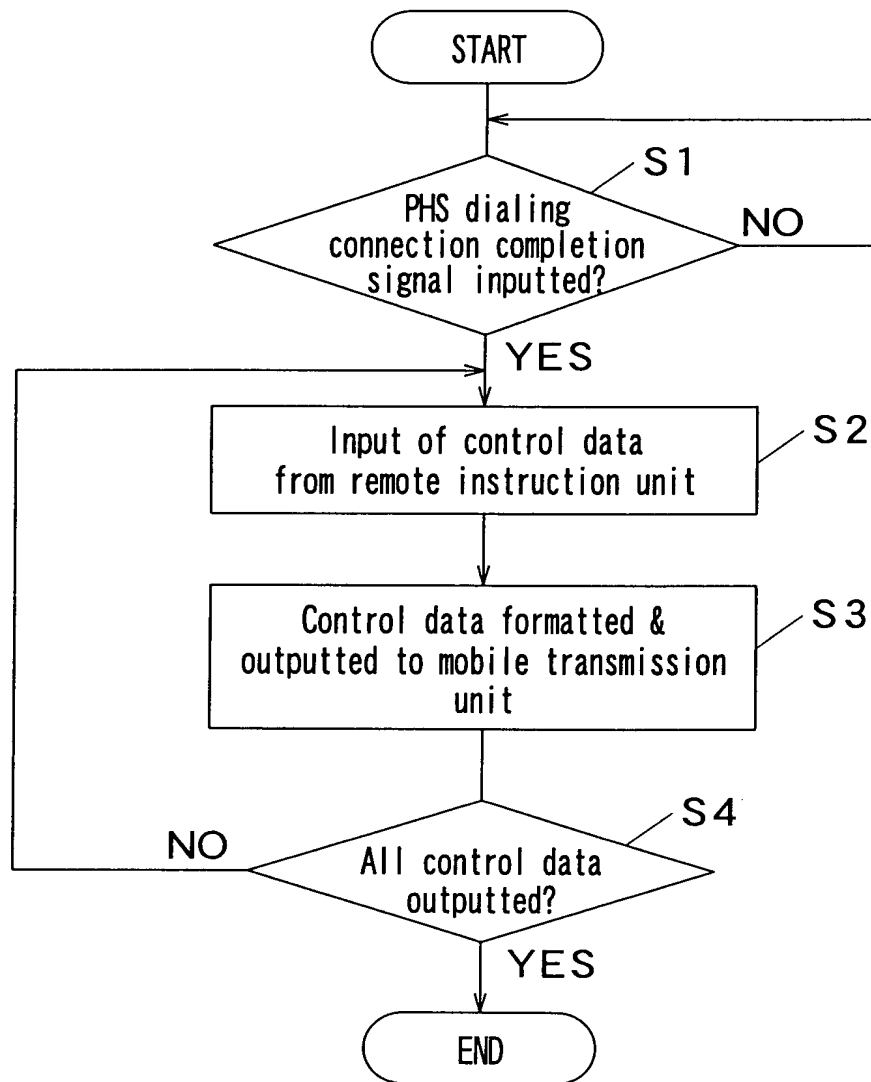 START
S1
PHS dialing
connection completion
signal inputted?
NO
YES
S2
Input of control data
from remote instruction unit
S3
Control data formatted &
outputted to mobile transmission
unit
S4
NO
All control data
outputted?
YES
END